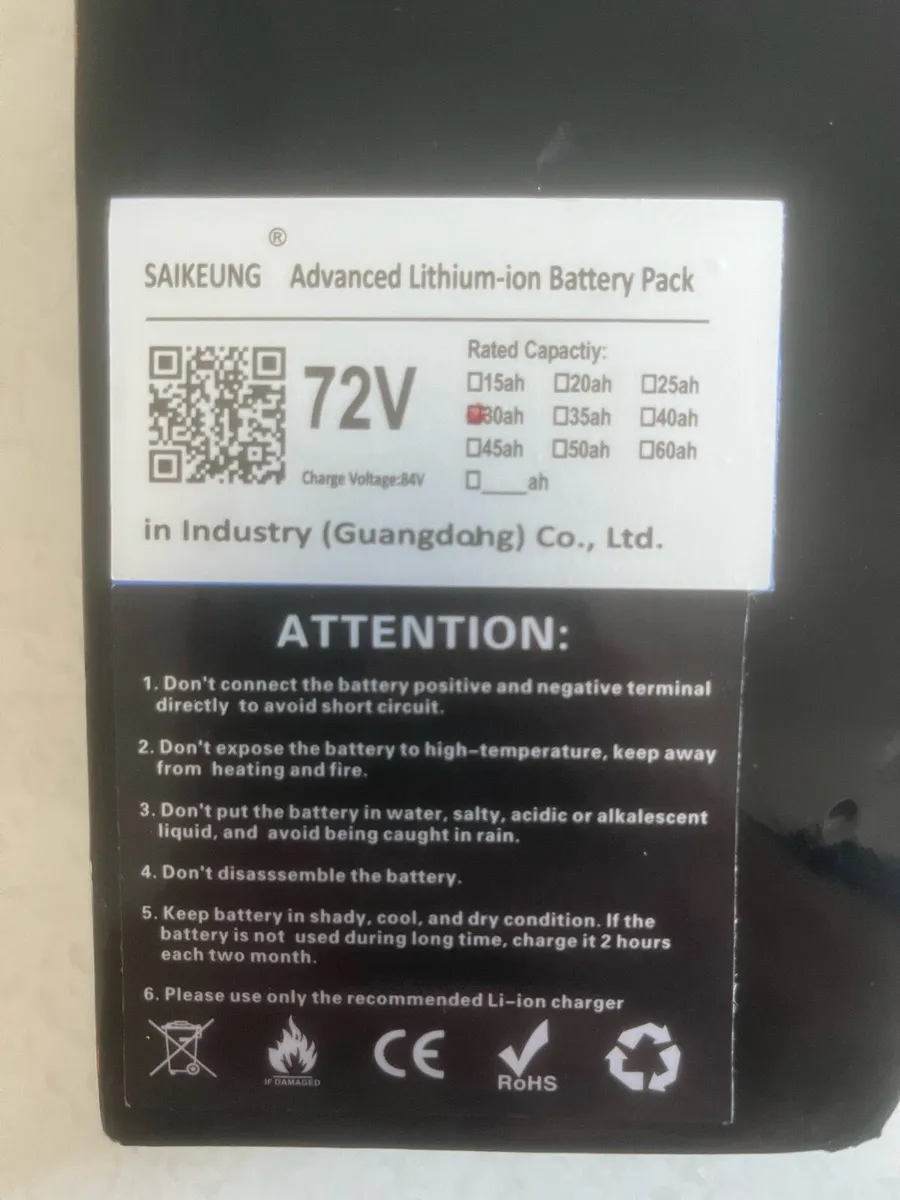 ®
SAIKEUNG Advanced Lithium-ion Battery Pack
72V
Charge Voltage:84V
Rated Capactiy:
□15ah □20ah □25ah
30ah □35ah □40ah
□45ah □50ah □60ah
□____ah
in Industry (Guangdahg) Co., Ltd.
ATTENTION:
1. Don't connect the battery positive and negative terminal
directly to avoid short circuit.
2. Don't expose the battery to high-temperature, keep away
from heating and fire.
3. Don't put the battery in water, salty, acidic or alkalescent
liquid, and avoid being caught in rain.
4. Don't disasssemble the battery.
5. Keep battery in shady, cool, and dry condition. If the
battery is not used during long time, charge it 2 hours
each two month.
6. Please use only the recommended Li-ion charger
IF DAMAGED
CE
RoHS